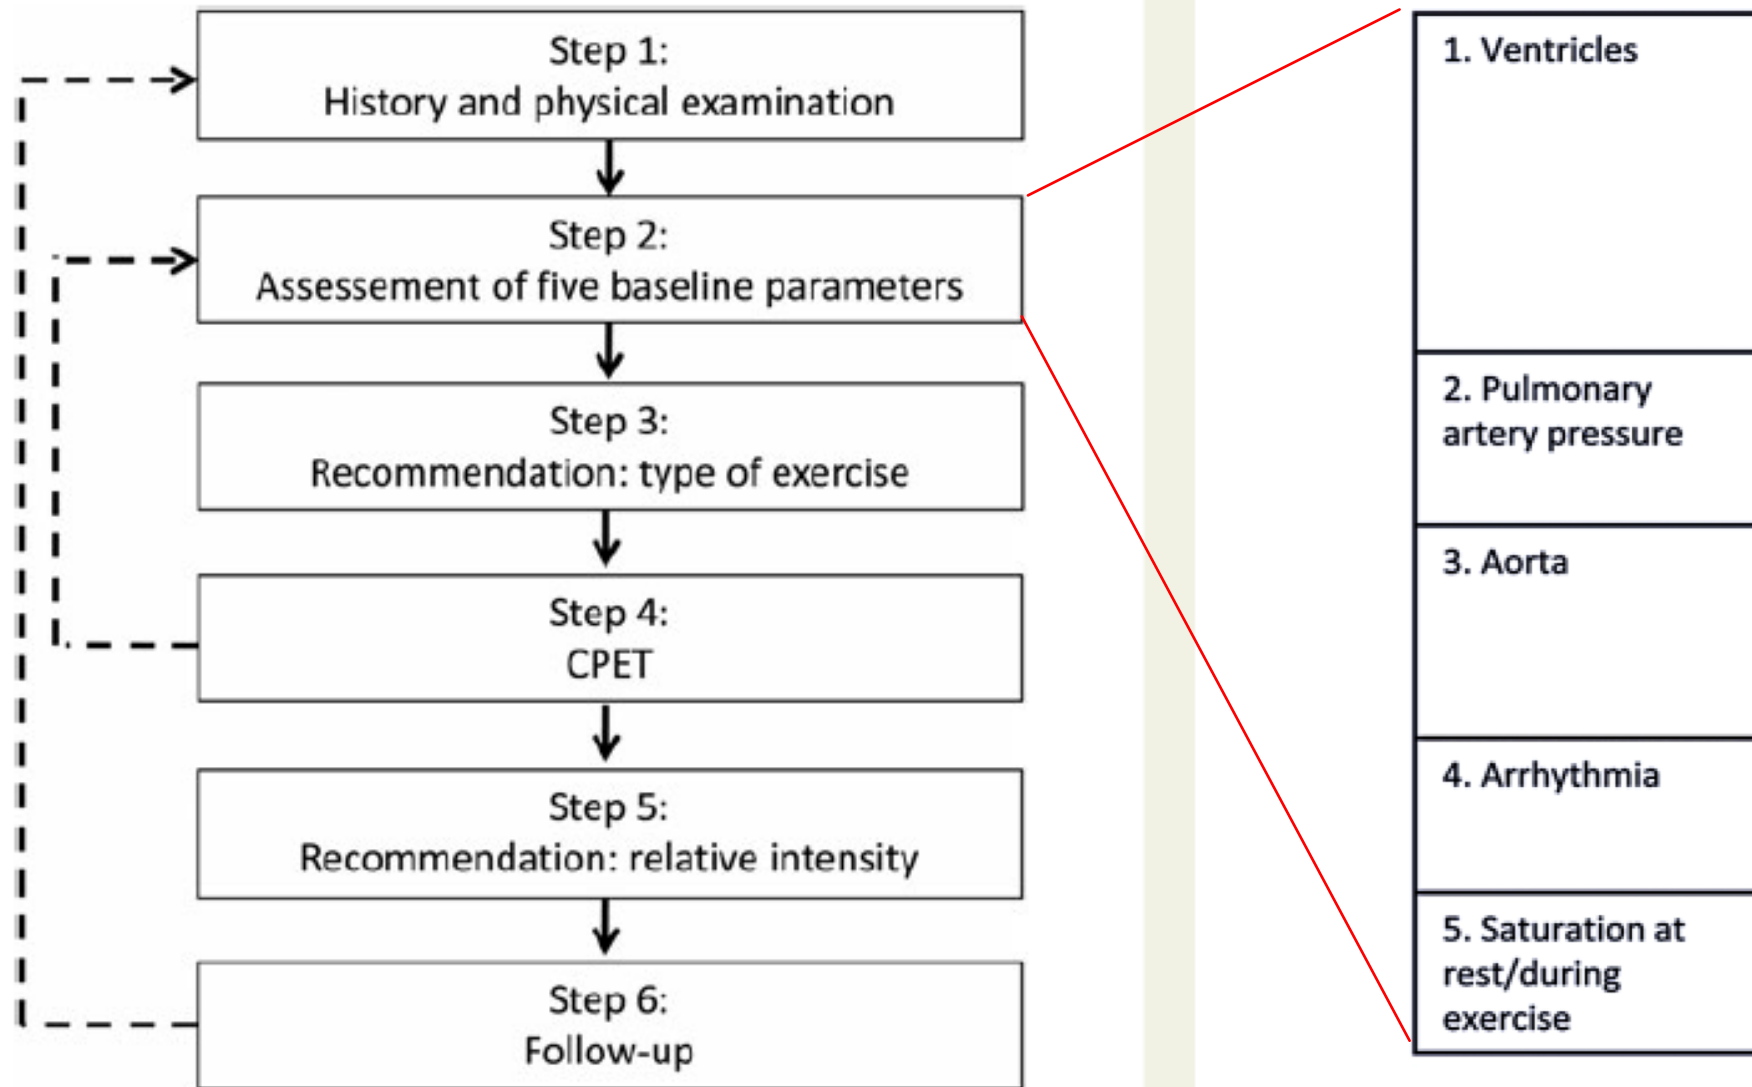 Step 1:
History and physical examination
Step 2:
Assessement of five baseline parameters
Step 3:
Recommendation: type of exercise
Step 4:
CPET
Step 5:
Recommendation: relative intensity
Step 6:
Follow-up
1. Ventricles
2. Pulmonary
artery pressure
3. Aorta
4. Arrhythmia
5. Saturation at
rest/during
exercise